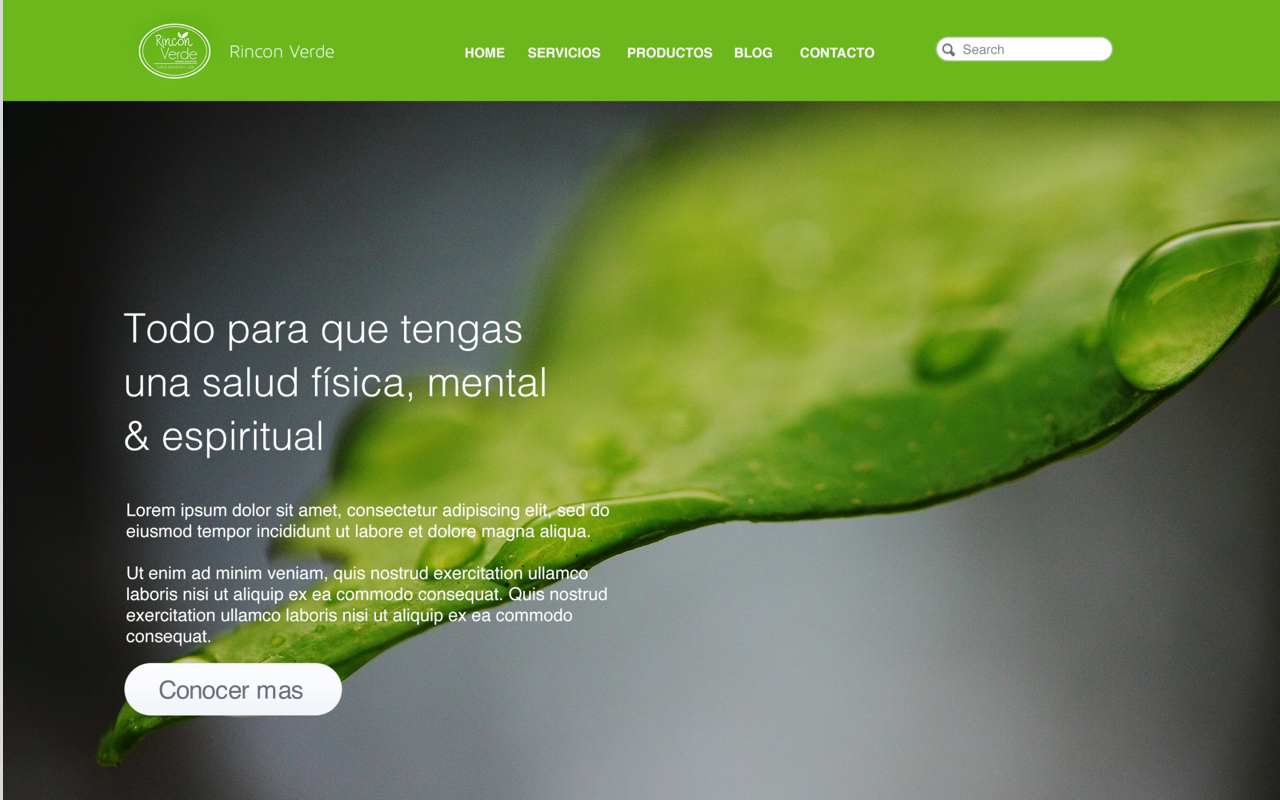 Rincon
Verde
Rincon Verde
HOME SERVICIOS PRODUCTOS BLOG CONTACTO
Search
Todo para que tengas
una salud física, mental
& espiritual
Lorem ipsum dolor sit amet, consectetur adipiscing elit, sed do
eiusmod tempor incididunt ut labore et dolore magna aliqua.
Ut enim ad minim veniam, quis nostrud exercitation ullamco
laboris nisi ut aliquip ex ea commodo consequat. Quis nostrud
exercitation ullamco laboris nisi ut aliquip ex ea commodo
consequat.
Conocer mas